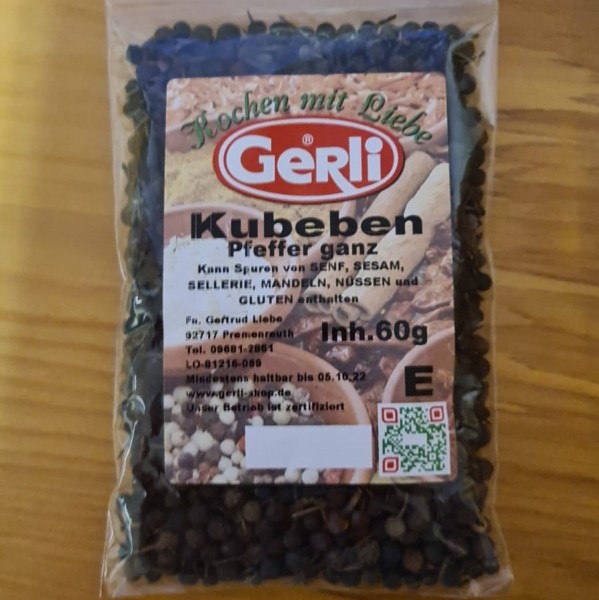 Kochen mit Liebe
GeRli®
Kubeben
Pfeffer ganz
Kann Spuren von SENF, SESAM,
SELLERIE, MANDELN, NÜSSEN und
GLUTEN enthalten
Fa. Gertrud Liebe
92717 Premenreuth
Tel. 09681-2861
LO-81216-089
Mindestens haltbar bis 05.10.22
www.gerli-shop.de
Unser Betrieb ist zertifiziert
Inh.60g
E